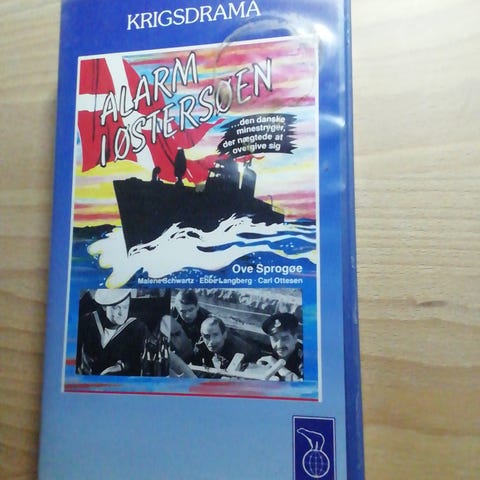 KRIGSDRAMA
ALARM
I ØSTERSØEN
...den danske
minestryger,
der nægtede at
overgive sig
Ove Sprogøe
Malene Schwartz · Ebbe Langberg · Carl Ottesen